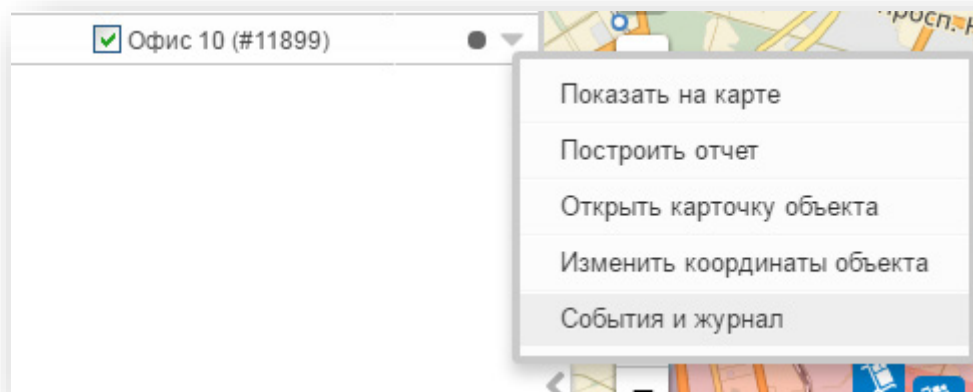 Офис 10 (#11899)
Показать на карте
Построить отчет
Открыть карточку объекта
Изменить координаты объекта
События и журнал